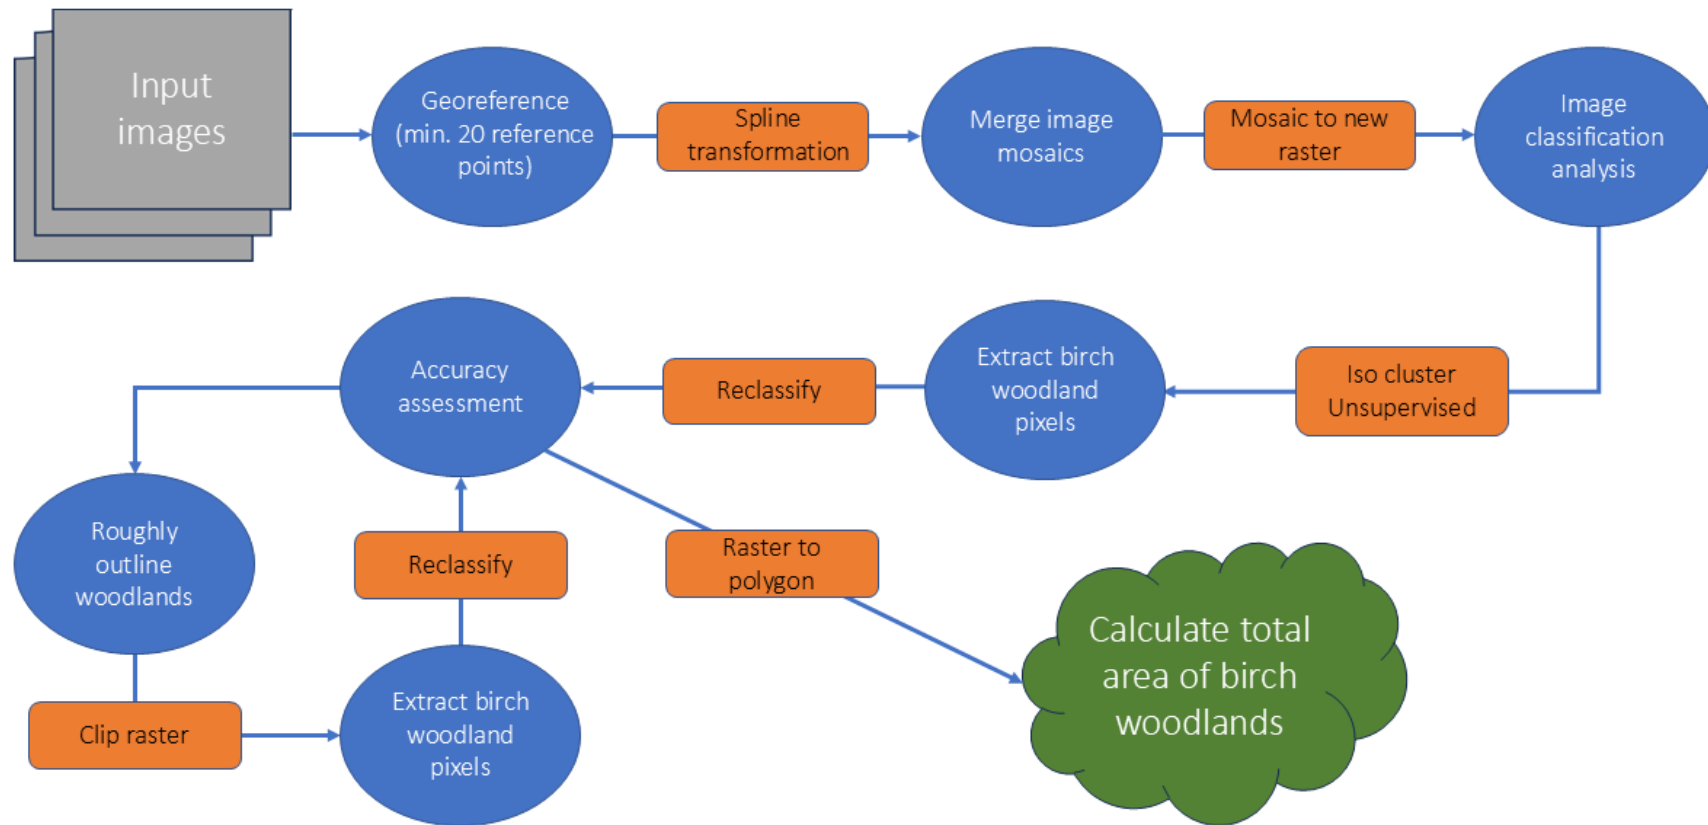 Input
images
Georeference
(min. 20 reference
points)
Spline
transformation
Merge image
mosaics
Mosaic to new
raster
Image
classification
analysis
Iso cluster
Unsupervised
Extract birch
woodland
pixels
Reclassify
Accuracy
assessment
Roughly
outline
woodlands
Clip raster
Extract birch
woodland
pixels
Reclassify
Raster to
polygon
Calculate total
area of birch
woodlands